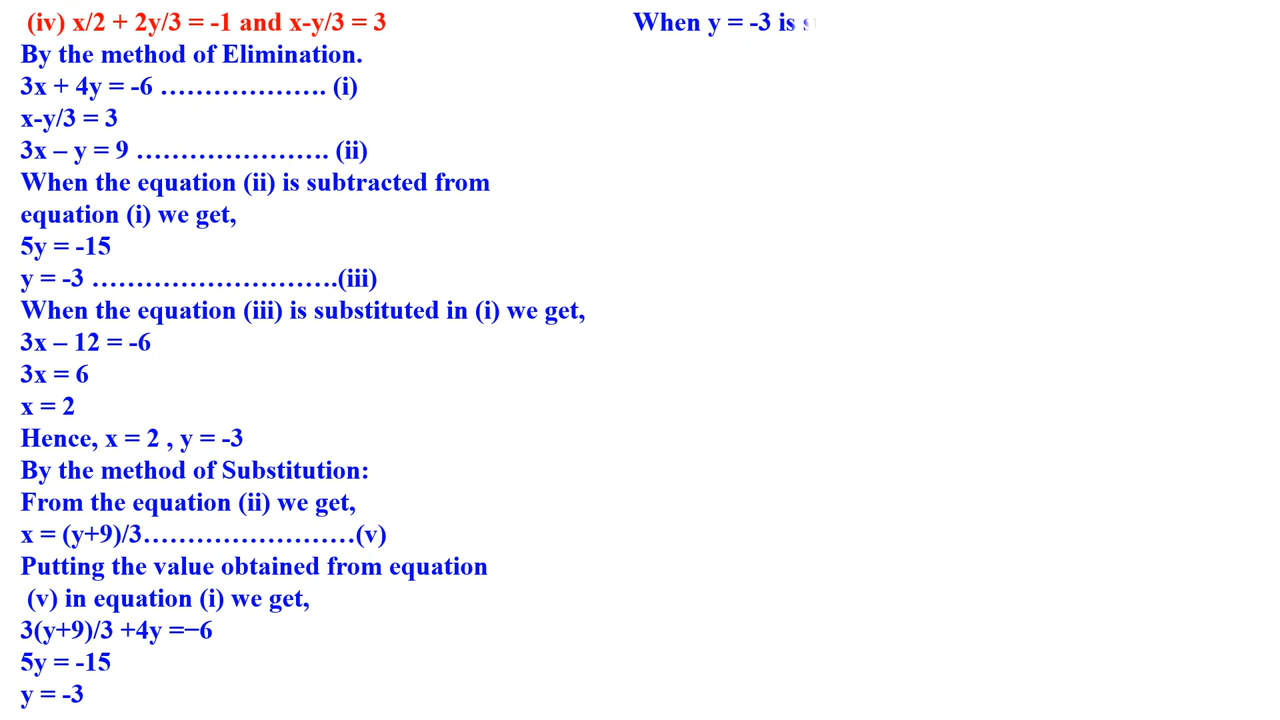 (iv) x/2 + 2y/3 = -1 and x-y/3 = 3
By the method of Elimination.
3x + 4y = -6 ………………. (i)
x-y/3 = 3
3x – y = 9 …………………. (ii)
When the equation (ii) is subtracted from
equation (i) we get,
5y = -15
y = -3 ……………………….(iii)
When the equation (iii) is substituted in (i) we get,
3x – 12 = -6
3x = 6
x = 2
Hence, x = 2 , y = -3
By the method of Substitution:
From the equation (ii) we get,
x = (y+9)/3……………………(v)
Putting the value obtained from equation
(v) in equation (i) we get,
3(y+9)/3 +4y =−6
5y = -15
y = -3
When y = -3 is